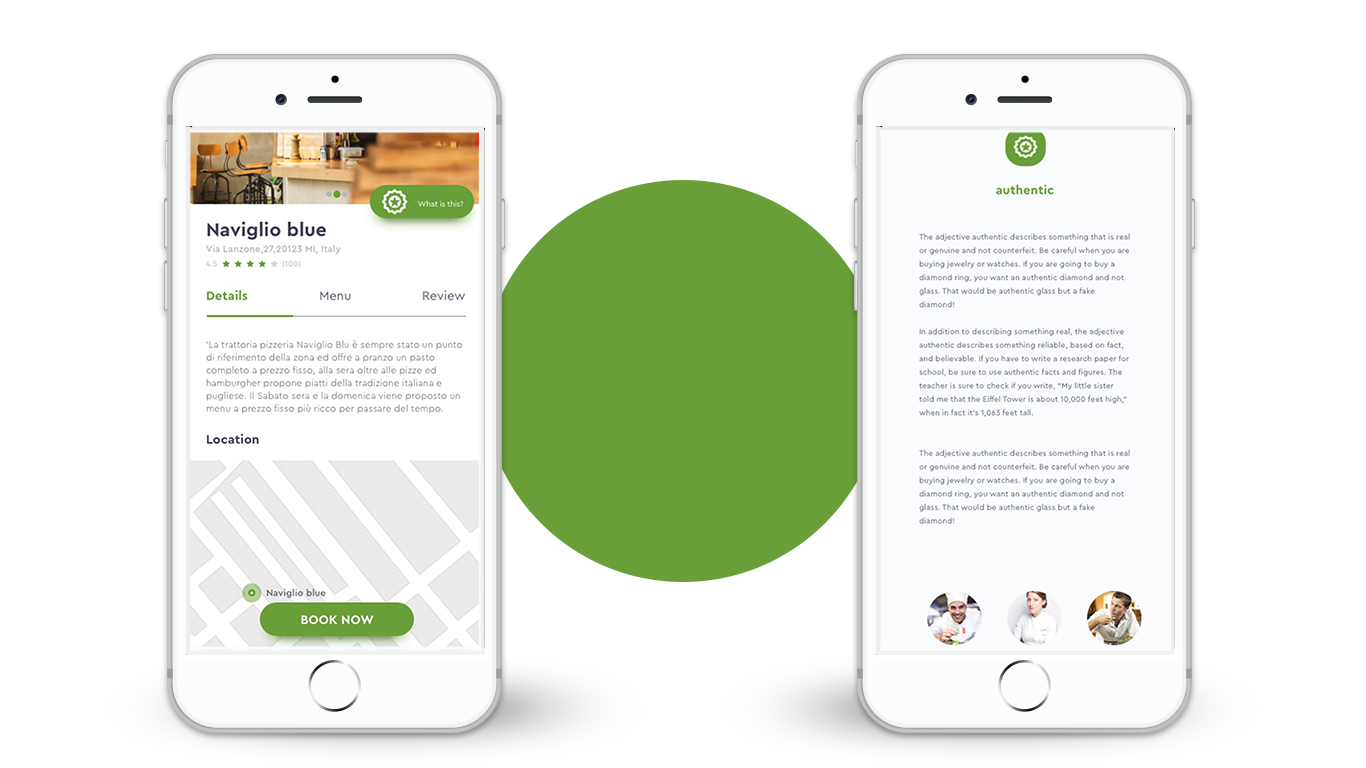 What is this?
Naviglio blue
Via Lanzone,27,20123 MI, Italy
4.5 (100)
Details Menu Review
"La trattoria pizzeria Naviglio Blu è sempre stato un punto
di riferimento della zona ed offre a pranzo un pasto
completo a prezzo fisso, alla sera oltre alle pizze ed
hamburgher propone piatti della tradizione italiana e
pugliese. Il Sabato sera e la domenica viene proposto un
menu a prezzo fisso più ricco per passare del tempo.
Location
Naviglio blue
BOOK NOW
authentic
The adjective authentic describes something that is real
or genuine and not counterfeit. Be careful when you are
buying jewelry or watches. If you are going to buy a
diamond ring, you want an authentic diamond and not
glass. That would be authentic glass but a fake
diamond!
In addition to describing something real, the adjective
authentic describes something reliable, based on fact,
and believable. If you have to write a research paper for
school, be sure to use authentic facts and figures. The
teacher is sure to check if you write, "My little sister
told me that the Eiffel Tower is about 10,000 feet high,"
when in fact it's 1,063 feet tall.
The adjective authentic describes something that is real
or genuine and not counterfeit. Be careful when you are
buying jewelry or watches. If you are going to buy a
diamond ring, you want an authentic diamond and not
glass. That would be authentic glass but a fake
diamond!